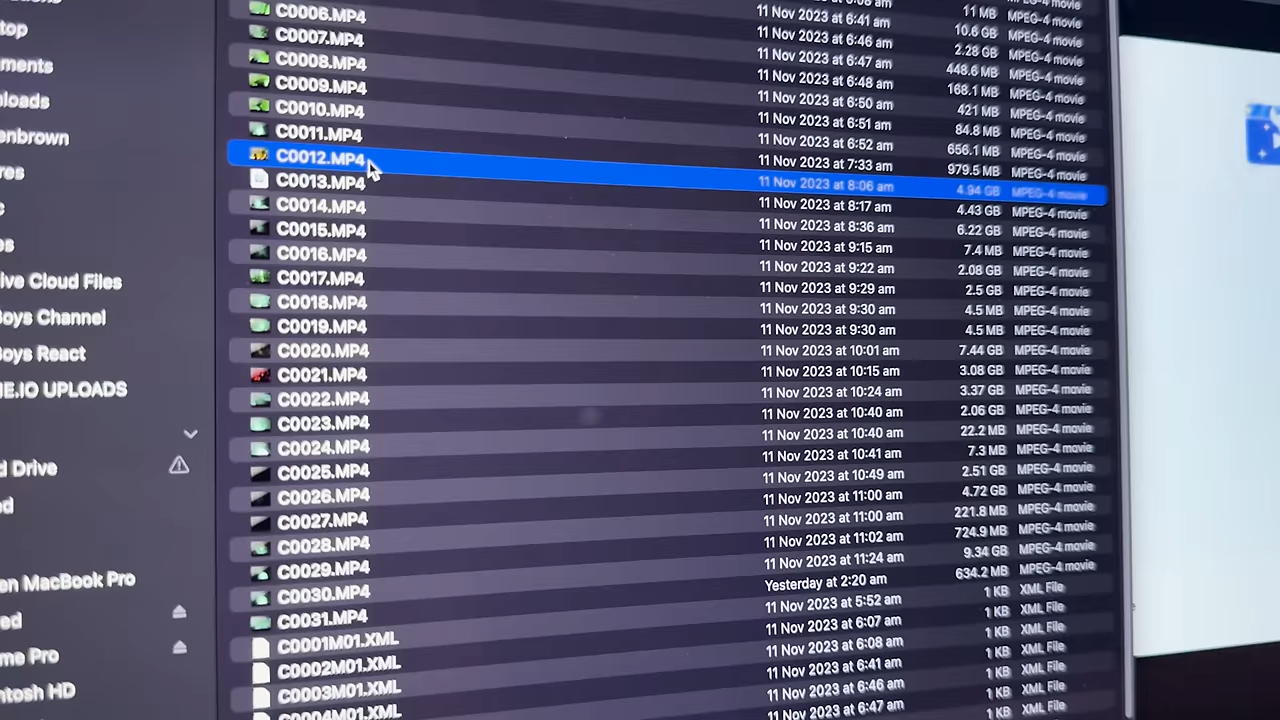 top
ments
loads
enbrown
res
c
es
ive Cloud Files
Boys Channel
Boys React
IE.IO UPLOADS
d Drive
ed
en MacBook Pro
ed
me Pro
ntosh HD
11 MB MPEG-4 movie
11 Nov 2023 at 6:41 am 10.6 GB MPEG-4 movie
11 Nov 2023 at 6:46 am 2.28 GB MPEG-4 movie
C0006.MP4 11 Nov 2023 at 6:47 am 448.6 MB MPEG-4 movie
C0007.MP4 11 Nov 2023 at 6:48 am 168.1 MB MPEG-4 movie
C0008.MP4 11 Nov 2023 at 6:50 am 421 MB MPEG-4 movie
C0009.MP4 11 Nov 2023 at 6:51 am 84.8 MB MPEG-4 movie
C0010.MP4 11 Nov 2023 at 6:52 am 656.1 MB MPEG-4 movie
C0011.MP4 11 Nov 2023 at 7:33 am 979.5 MB MPEG-4 movie
C0012.MP4 11 Nov 2023 at 8:06 am 4.94 GB MPEG-4 movie
C0013.MP4 11 Nov 2023 at 8:17 am 4.43 GB MPEG-4 movie
C0014.MP4 11 Nov 2023 at 8:36 am 6.22 GB MPEG-4 movie
C0015.MP4 11 Nov 2023 at 9:15 am 7.4 MB MPEG-4 movie
C0016.MP4 11 Nov 2023 at 9:22 am 2.08 GB MPEG-4 movie
C0017.MP4 11 Nov 2023 at 9:29 am 2.5 GB MPEG-4 movie
C0018.MP4 11 Nov 2023 at 9:30 am 4.5 MB MPEG-4 movie
C0019.MP4 11 Nov 2023 at 9:30 am 4.5 MB MPEG-4 movie
C0020.MP4 11 Nov 2023 at 10:01 am 7.44 GB MPEG-4 movie
C0021.MP4 11 Nov 2023 at 10:15 am 3.08 GB MPEG-4 movie
C0022.MP4 11 Nov 2023 at 10:24 am 3.37 GB MPEG-4 movie
C0023.MP4 11 Nov 2023 at 10:40 am 2.06 GB MPEG-4 movie
C0024.MP4 11 Nov 2023 at 10:40 am 22.2 MB MPEG-4 movie
C0025.MP4 11 Nov 2023 at 10:41 am 7.3 MB MPEG-4 movie
C0026.MP4 11 Nov 2023 at 10:49 am 2.51 GB MPEG-4 movie
C0027.MP4 11 Nov 2023 at 11:00 am 4.72 GB MPEG-4 movie
C0028.MP4 11 Nov 2023 at 11:00 am 221.8 MB MPEG-4 movie
C0029.MP4 11 Nov 2023 at 11:02 am 724.9 MB MPEG-4 movie
C0030.MP4 11 Nov 2023 at 11:24 am 9.34 GB MPEG-4 movie
C0031.MP4 Yesterday at 2:20 am 634.2 MB MPEG-4 movie
C0001M01.XML 11 Nov 2023 at 5:52 am 1 KB XML File
C0002M01.XML 11 Nov 2023 at 6:07 am 1 KB XML File
C0003M01.XML 11 Nov 2023 at 6:08 am 1 KB XML File
C0004M01.XML 11 Nov 2023 at 6:41 am 1 KB XML File
11 Nov 2023 at 6:46 am 1 KB XML File
11 Nov 2023 at 6:47 am 1 KB XML File